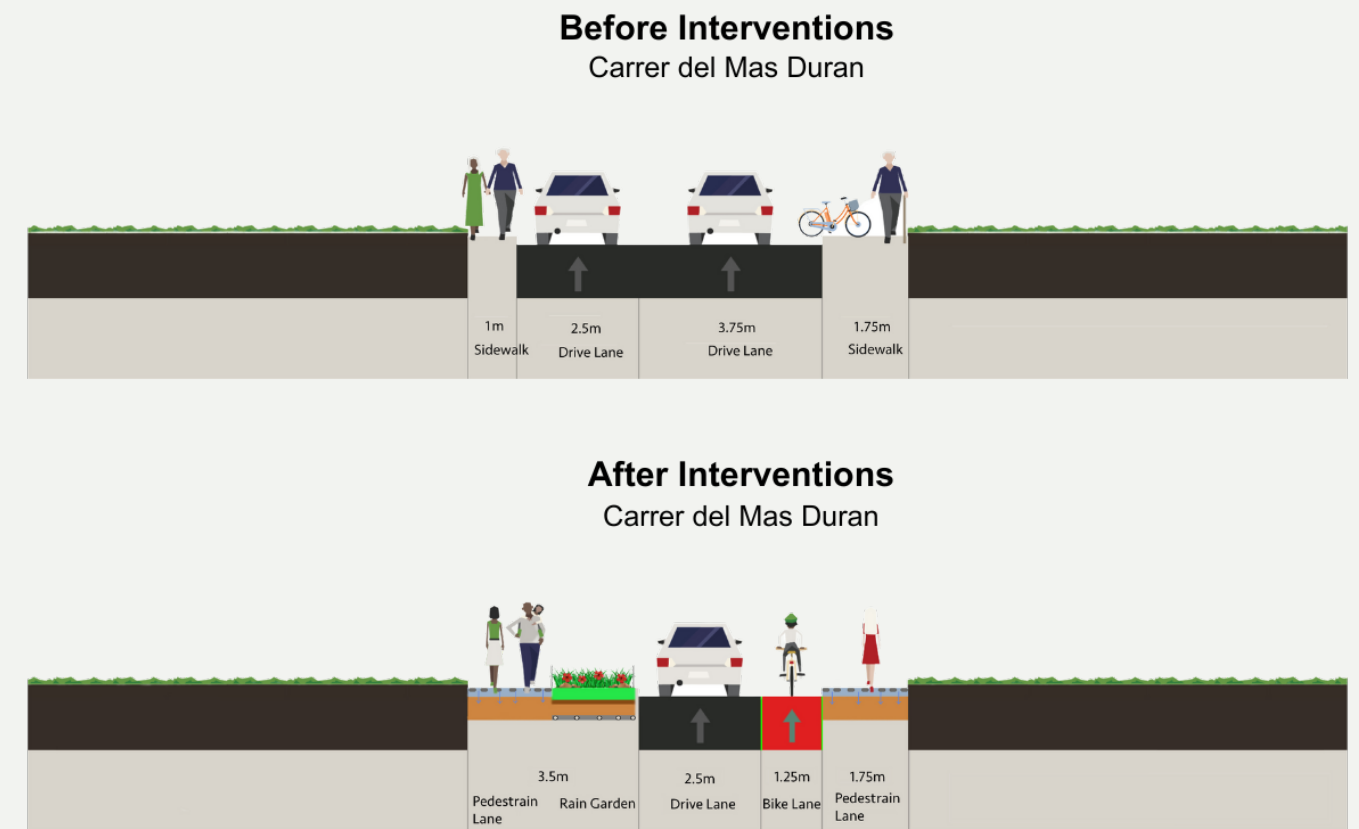 Before Interventions
Carrer del Mas Duran
1m
Sidewalk
2.5m
Drive Lane
3.75m
Drive Lane
1.75m
Sidewalk
After Interventions
Carrer del Mas Duran
3.5m
Pedestrain
Lane
Rain Garden
2.5m
Drive Lane
1.25m
Bike Lane
1.75m
Pedestrain
Lane